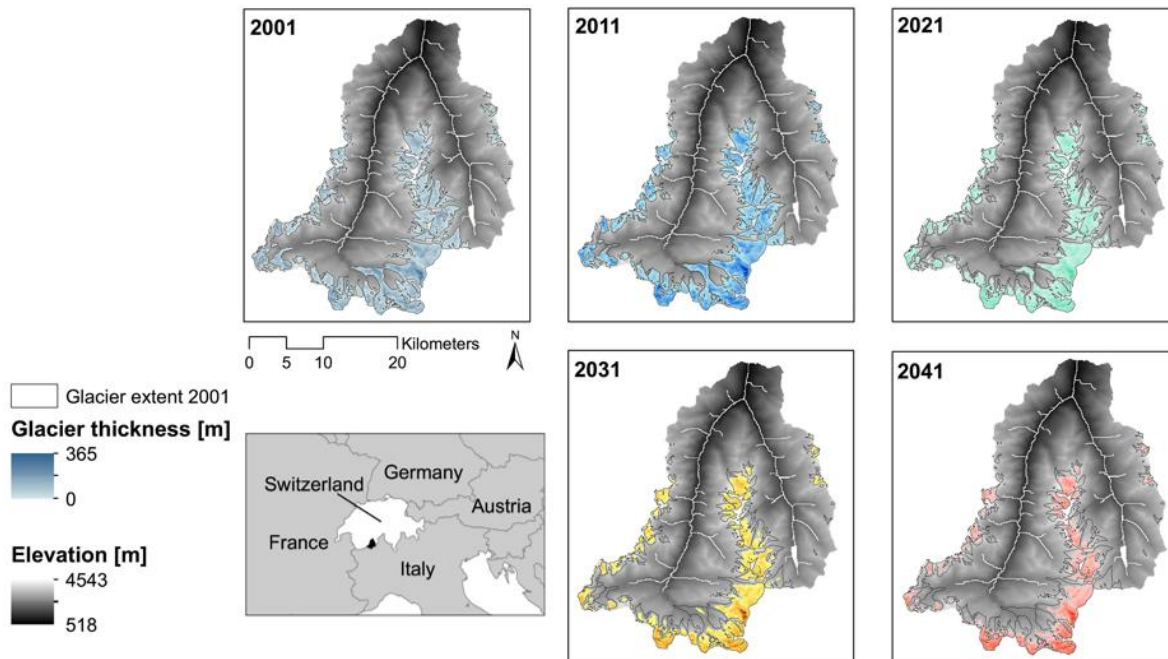 2001
2011
2021
0 5 10 20 Kilometers
N
2031
2041
Glacier extent 2001
Glacier thickness [m]
365
0
Elevation [m]
4543
518
Germany
Switzerland
Austria
France
Italy